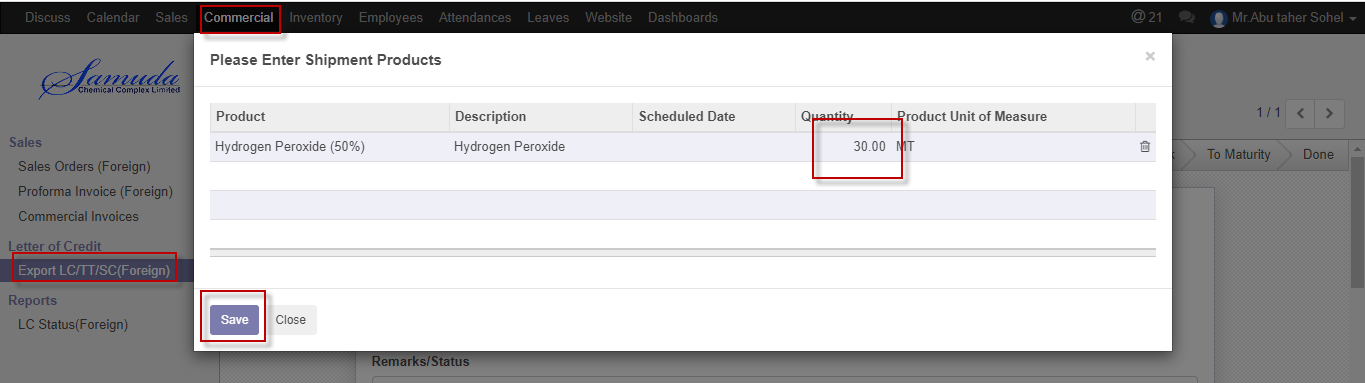 Discuss Calendar Sales Commercial Inventory Employees Attendances Leaves Website Dashboards @ 21 Mr.Abu taher Sohel
Please Enter Shipment Products ×
Samuda
Chemical Complex Limited
Product Description Scheduled Date Quantity Product Unit of Measure
1 / 1
Sales
Hydrogen Peroxide (50%) Hydrogen Peroxide 30.00 MT
To Maturity Done
Sales Orders (Foreign)
Proforma Invoice (Foreign)
Commercial Invoices
Letter of Credit
Export LC/TT/SC(Foreign)
Reports
LC Status(Foreign)
Save Close
Remarks/Status